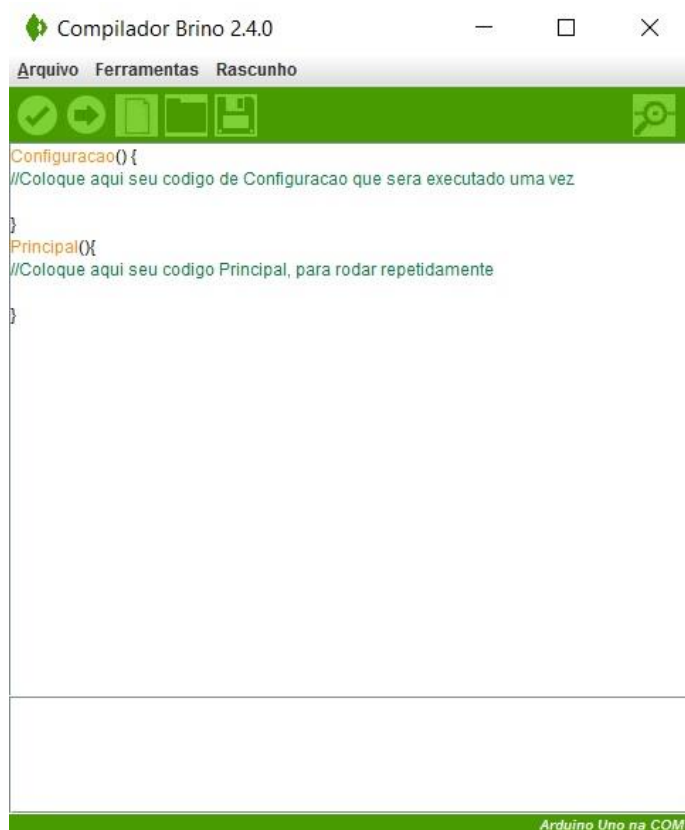 Compilador Brino 2.4.0
Arquivo Ferramentas Rascunho
Configuracao() {
//Coloque aqui seu codigo de Configuracao que sera executado uma vez
}
Principal(){
//Coloque aqui seu codigo Principal, para rodar repetidamente
}
Arduino Uno na COM